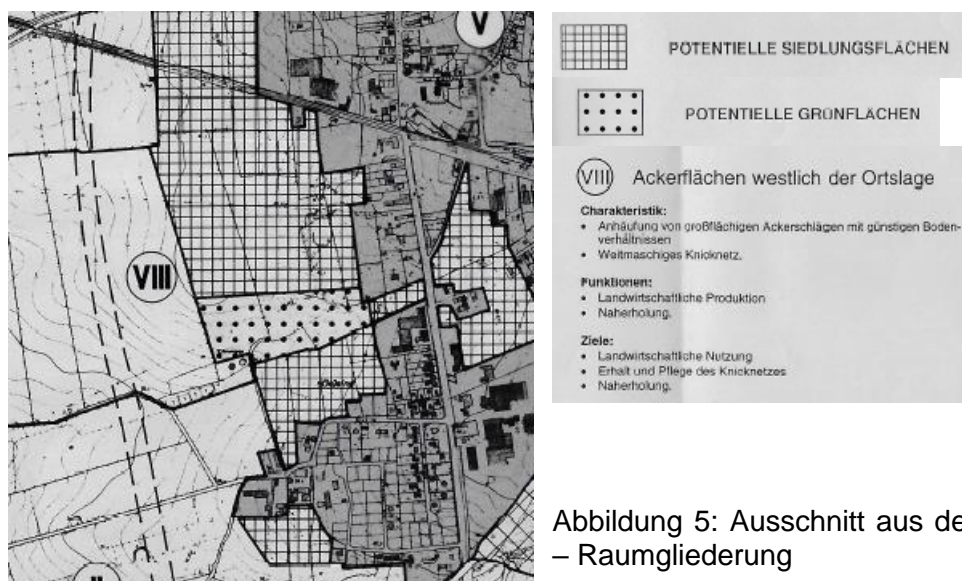 V
VIII
II
POTENTIELLE SIEDLUNGSFLÄCHEN
POTENTIELLE GRÜNFLÄCHEN
VIII Ackerflächen westlich der Ortslage
Charakteristik:
• Anhäufung von großflächigen Ackerschlägen mit günstigen Boden-
verhältnissen
• Weitmaschiges Knicknetz.
Funktionen:
• Landwirtschaftliche Produktion
• Naherholung.
Ziele:
• Landwirtschaftliche Nutzung
• Erhalt und Pflege des Knicknetzes
• Naherholung.
Abbildung 5: Ausschnitt aus de
– Raumgliederung